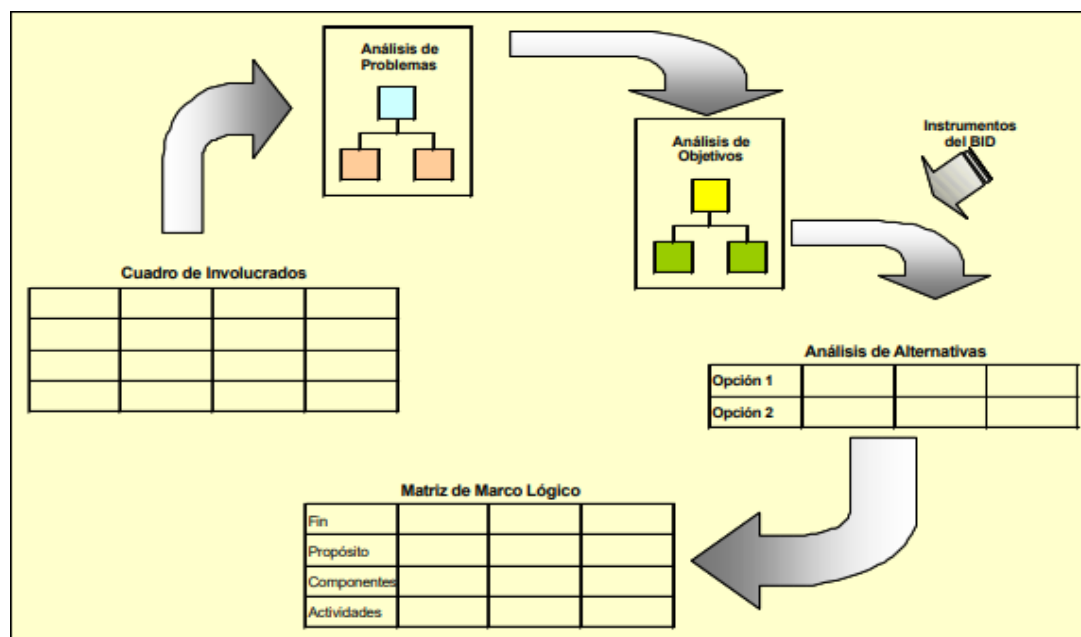 Análisis de
Problemas
Análisis de
Objetivos
Instrumentos
del BID
Cuadro de Involucrados
Análisis de Alternativas
Opción 1
Opción 2
Matriz de Marco Lógico
Fin
Propósito
Componentes
Actividades